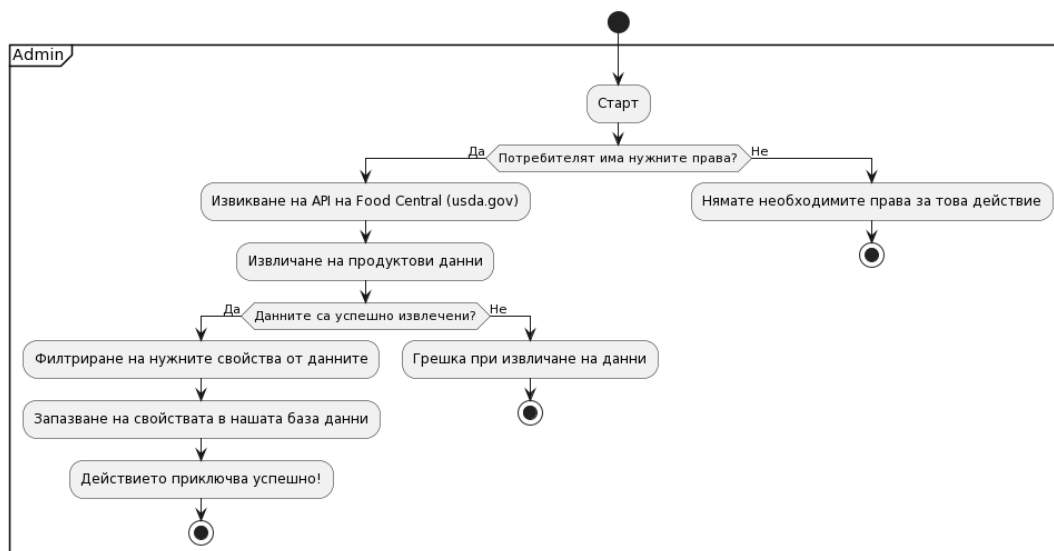 Admin
Старт
Да
Потребителят има нужните права?
Не
Извикване на API на Food Central (usda.gov)
Нямате необходимите права за това действие
Извличане на продуктови данни
Да
Данните са успешно извлечени?
Не
Филтриране на нужните свойства от данните
Грешка при извличане на данни
Запазване на свойствата в нашата база данни
Действието приключва успешно!